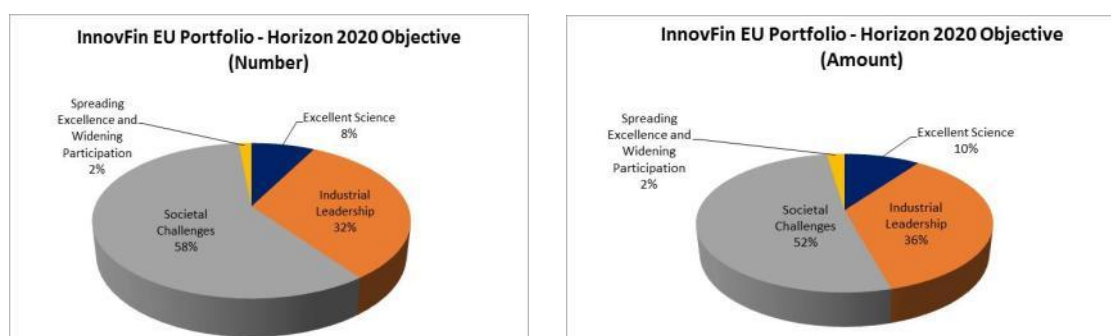 InnovFin EU Portfolio - Horizon 2020 Objective
(Number)
Spreading
Excellence and
Widening
Participation
2%
Excellent Science
8%
Industrial
Leadership
32%
Societal
Challenges
58%
InnovFin EU Portfolio - Horizon 2020 Objective
(Amount)
Spreading
Excellence and
Widening
Participation
2%
Excellent Science
10%
Industrial
Leadership
36%
Societal
Challenges
52%